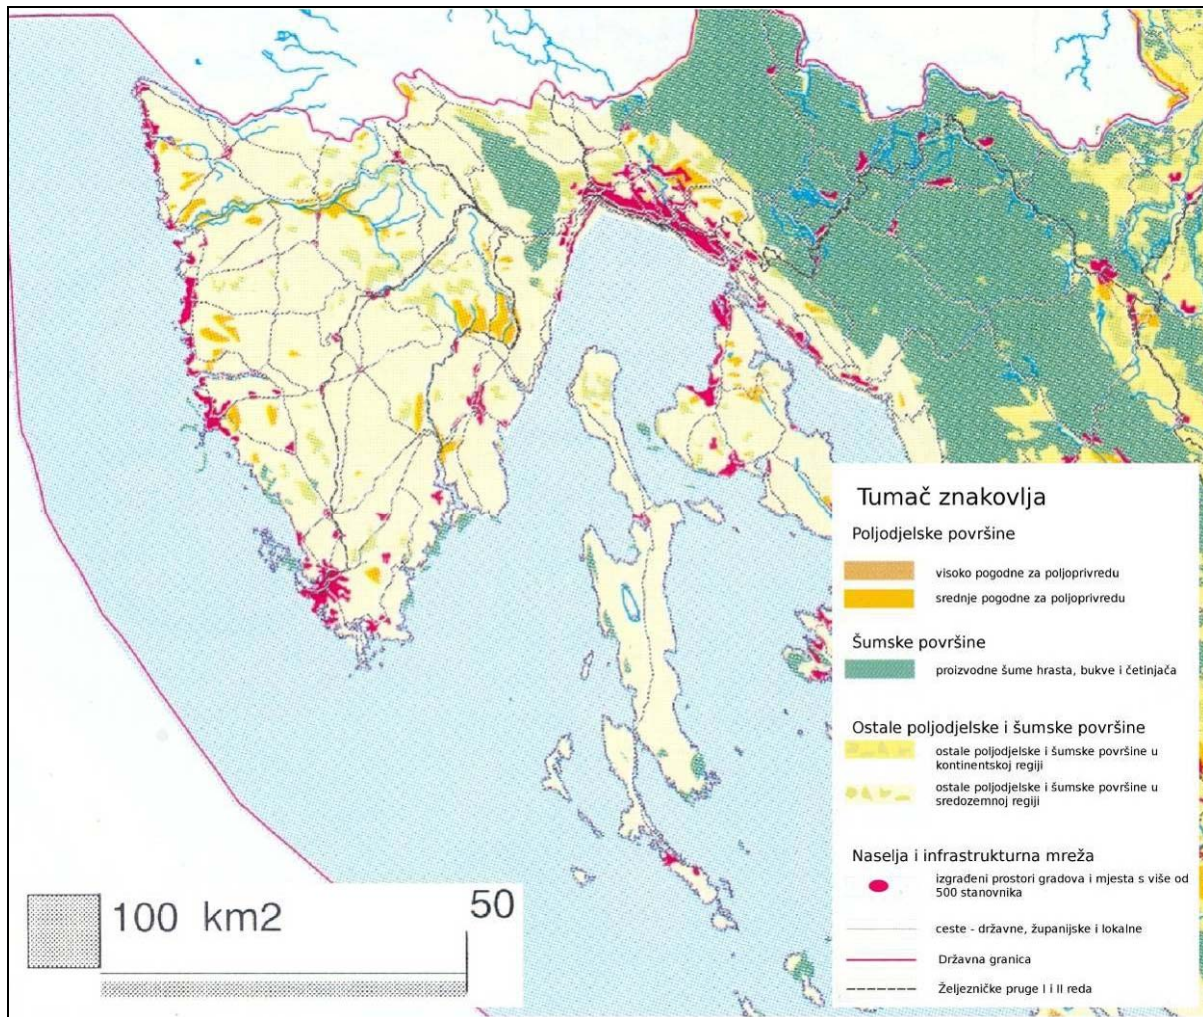 Tumač znakovlja
Poljodjelske površine
visoko pogodne za poljoprivredu
srednje pogodne za poljoprivredu
Šumske površine
proizvodne šume hrasta, bukve i četinjača
Ostale poljodjelske i šumske površine
ostale poljodjelske i šumske površine u
kontinentskoj regiji
ostale poljodjelske i šumske površine u
sredozemnoj regiji
Naselja i infrastrukturna mreža
izgrađeni prostori gradova i mjesta s više od
500 stanovnika
ceste - državne, županijske i lokalne
Državna granica
Željezničke pruge I i II reda
100 km2
50